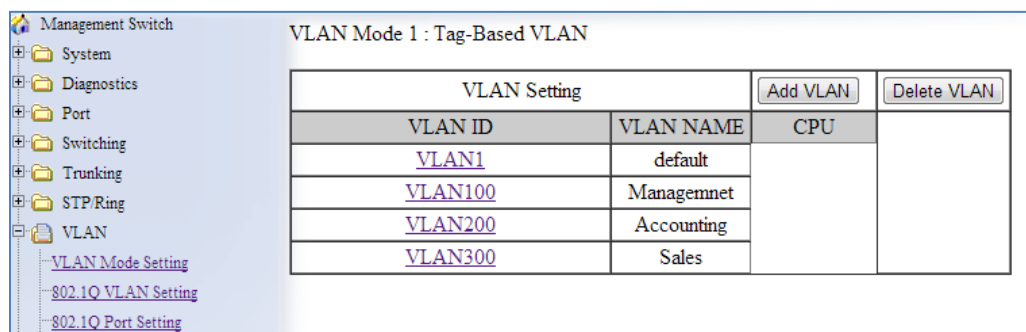 Management Switch
System
Diagnostics
Port
Switching
Trunking
STP/Ring
VLAN
VLAN Mode Setting
802.1Q VLAN Setting
802.1Q Port Setting
VLAN Mode 1 : Tag-Based VLAN
VLAN Setting Add VLAN Delete VLAN
VLAN ID VLAN NAME CPU
VLAN1 default
VLAN100 Managemnet
VLAN200 Accounting
VLAN300 Sales